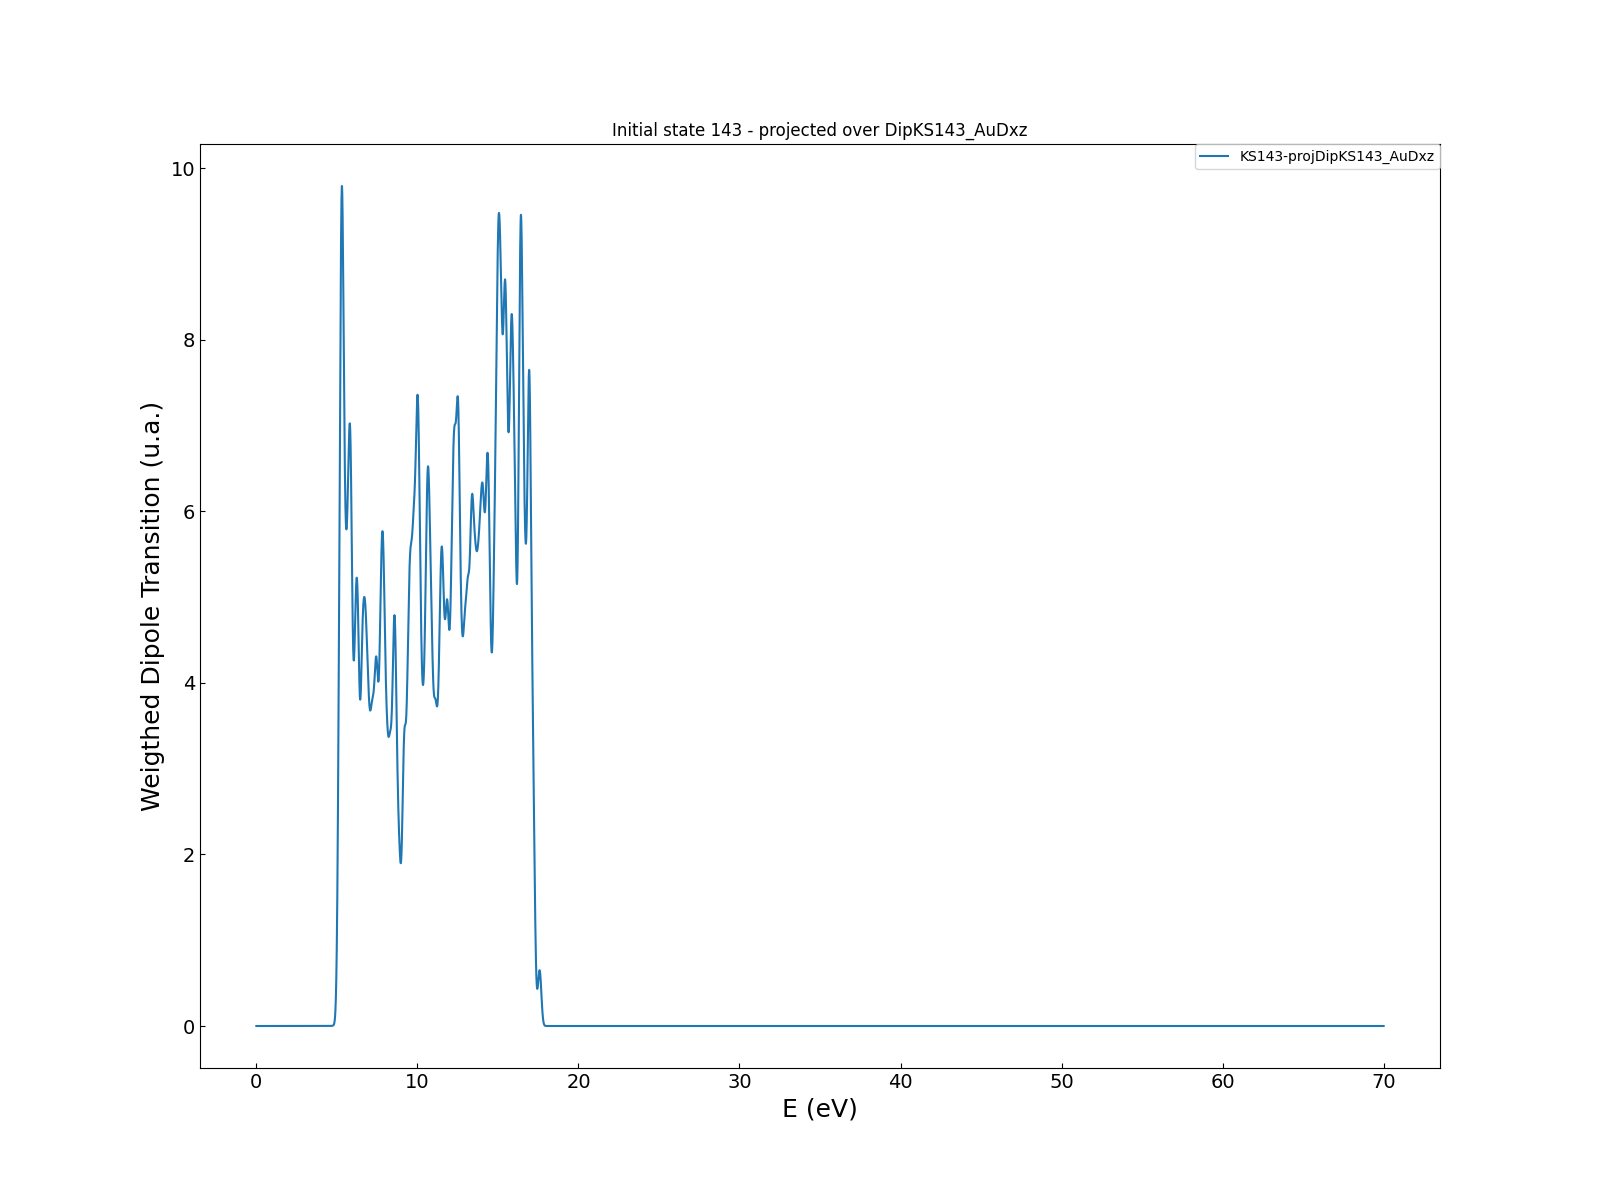 Initial state 143 - projected over DipKS143_AuDxz
KS143-projDipKS143_AuDxz
10
8
6
4
2
0
Weigthed Dipole Transition (u.a.)
0 10 20 30 40 50 60 70
E (eV)